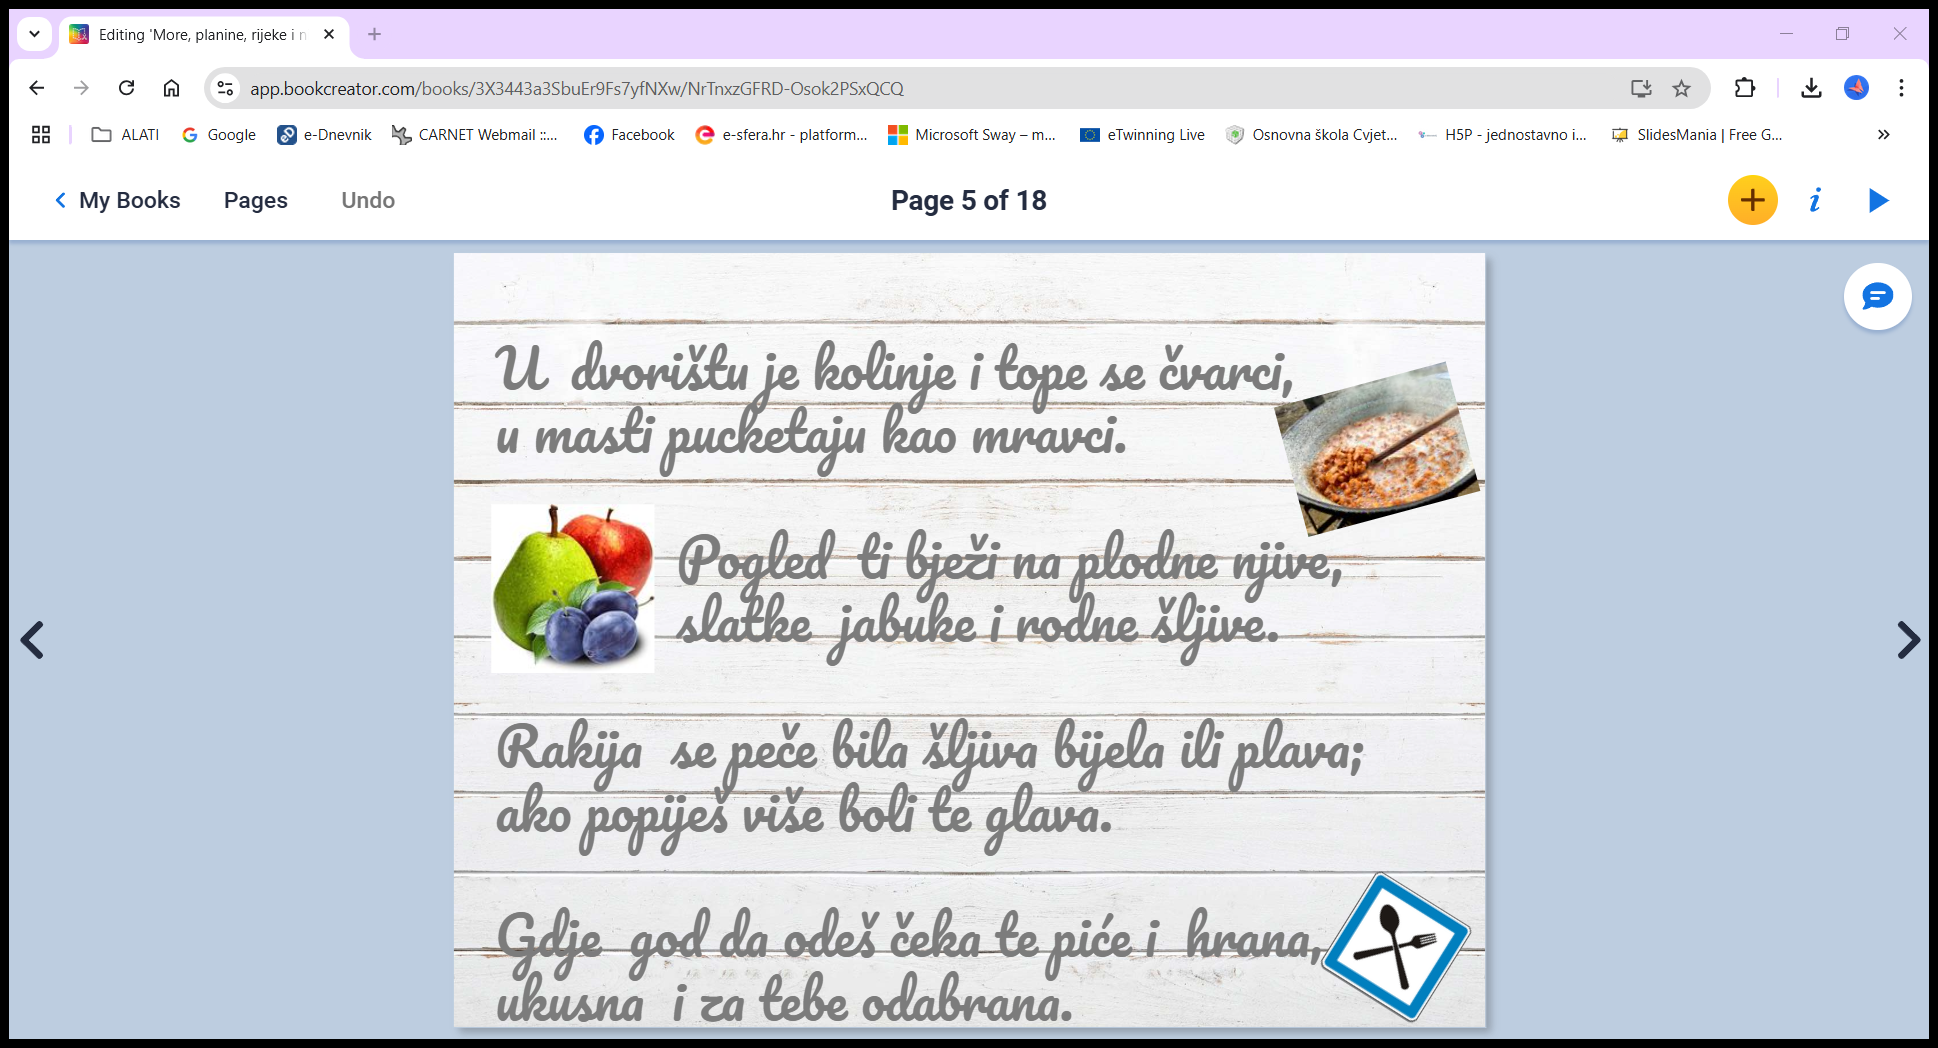 Editing 'More, planine, rijeke i n
app.bookcreator.com/books/3X3443a3SbuEr9Fs7yfNXw/NrTnxzGFRD-Osok2PSxQCQ
ALATI
Google
e-Dnevnik
CARNET Webmail ::...
Facebook
e-sfera.hr - platform...
Microsoft Sway – m...
eTwinning Live
Osnovna škola Cvjet...
H5P - jednostavno i...
SlidesMania | Free G...
My Books
Pages
Undo
Page 5 of 18
U dvorištu je kolinje i tope se čvarci,
u masti pucketaju kao mravci.
Pogled ti bježi na plodne njive,
slatke jabuke i rodne šljive.
Rakija se peče bila šljiva bijela ili plava;
ako popiješ više boli te glava.
Gdje god da odeš čeka te piće i hrana,
ukusna i za tebe odabrana.